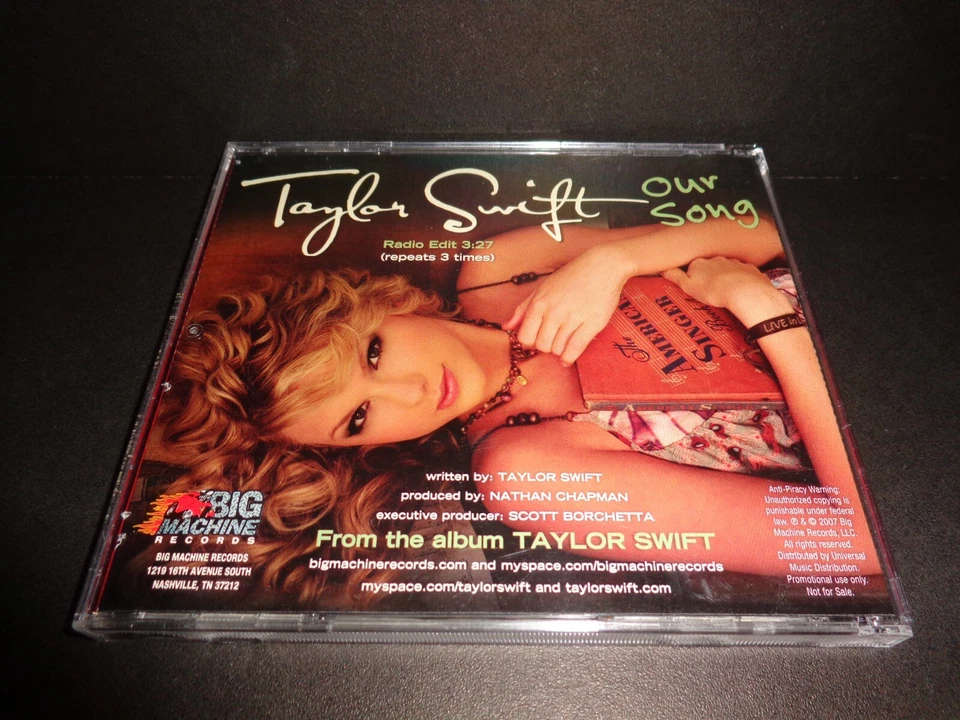 Taylor Swift
our
song
Radio Edit 3:27
(repeats 3 times)
The
AMERICAN
SINGER
Book
LIVE in L
written by: TAYLOR SWIFT
produced by: NATHAN CHAPMAN
executive producer: SCOTT BORCHETTA
From the album TAYLOR SWIFT
bigmachinerecords.com and myspace.com/bigmachinerecords
myspace.com/taylorswift and taylorswift.com
BIG
MACHINE
RECORDS
BIG MACHINE RECORDS
1219 16TH AVENUE SOUTH
NASHVILLE, TN 37212
Anti-Piracy Warning:
Unauthorized copying is
punishable under federal
law. ℗ & © 2007 Big
Machine Records, LLC.
All rights reserved.
Distributed by Universal
Music Distribution.
Promotional use only.
Not for Sale.